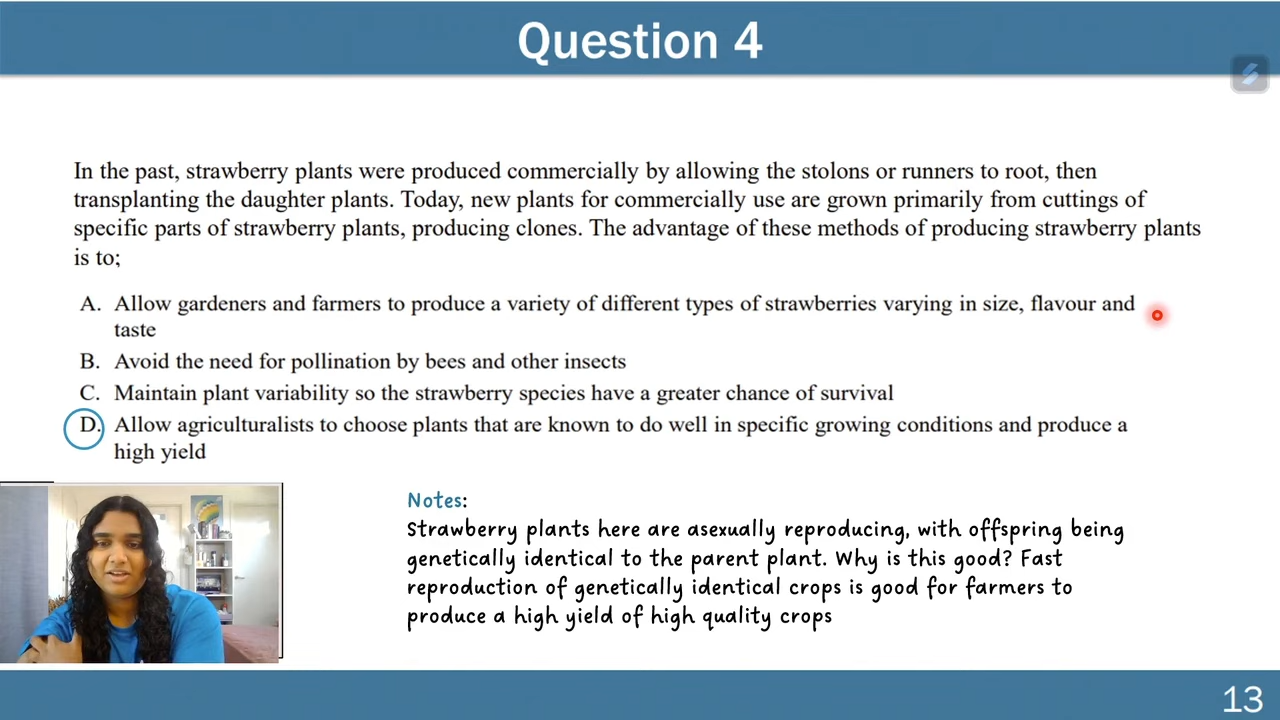 Question 4
In the past, strawberry plants were produced commercially by allowing the stolons or runners to root, then
transplanting the daughter plants. Today, new plants for commercially use are grown primarily from cuttings of
specific parts of strawberry plants, producing clones. The advantage of these methods of producing strawberry plants
is to;
A. Allow gardeners and farmers to produce a variety of different types of strawberries varying in size, flavour and
taste
B. Avoid the need for pollination by bees and other insects
C. Maintain plant variability so the strawberry species have a greater chance of survival
D. Allow agriculturalists to choose plants that are known to do well in specific growing conditions and produce a
high yield
Notes:
Strawberry plants here are asexually reproducing, with offspring being
genetically identical to the parent plant. Why is this good? Fast
reproduction of genetically identical crops is good for farmers to
produce a high yield of high quality crops
13